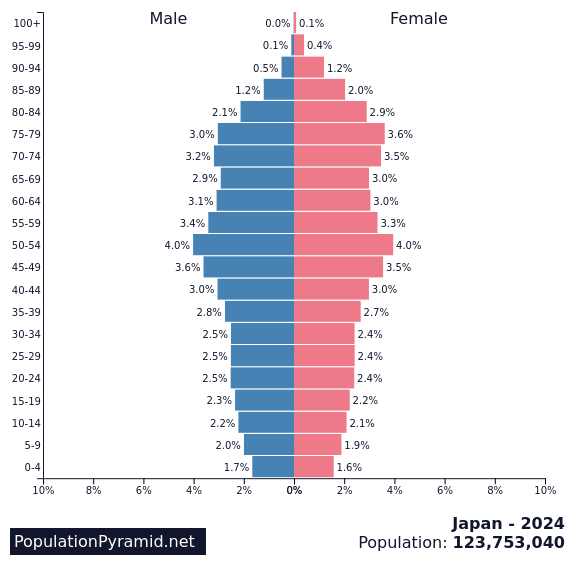 Male Female
100+ 0.0% 0.1%
95-99 0.1% 0.4%
90-94 0.5% 1.2%
85-89 1.2% 2.0%
80-84 2.1% 2.9%
75-79 3.0% 3.6%
70-74 3.2% 3.5%
65-69 2.9% 3.0%
60-64 3.1% 3.0%
55-59 3.4% 3.3%
50-54 4.0% 4.0%
45-49 3.6% 3.5%
40-44 3.0% 3.0%
35-39 2.8% 2.7%
30-34 2.5% 2.4%
25-29 2.5% 2.4%
20-24 2.5% 2.4%
15-19 2.3% 2.2%
10-14 2.2% 2.1%
5-9 2.0% 1.9%
0-4 1.7% 1.6%
10% 8% 6% 4% 2% 0% 2% 4% 6% 8% 10%
Japan - 2024
PopulationPyramid.net Population: 123,753,040